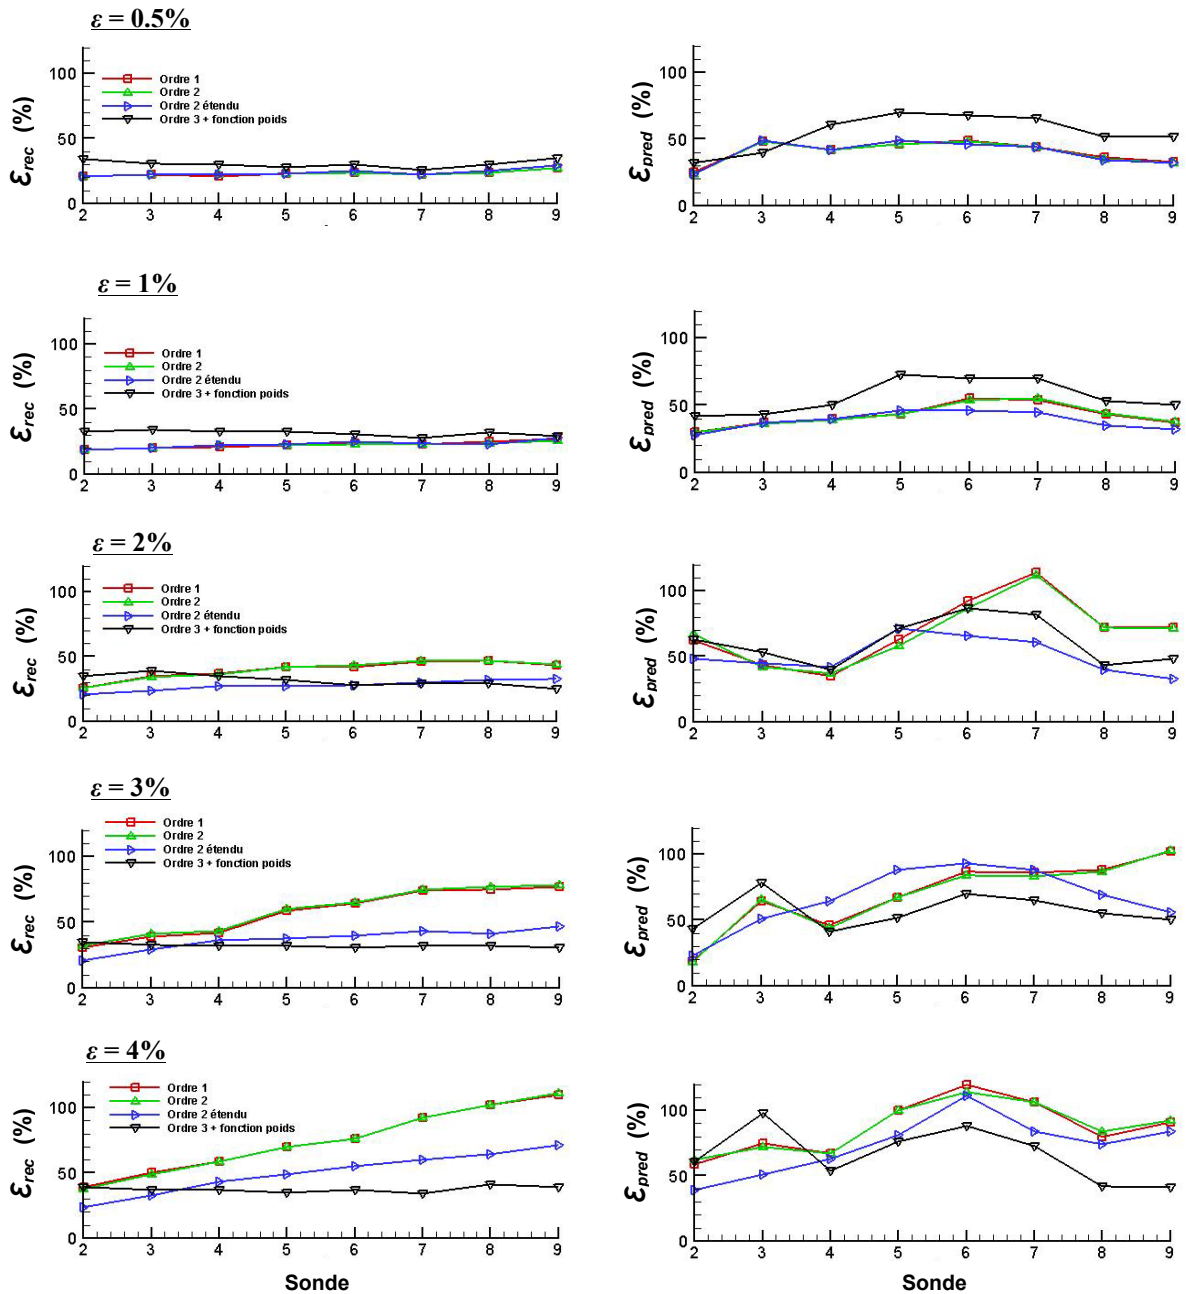 ε = 0.5%
100
50
0
ε_rec (%)
Ordre 1
Ordre 2
Ordre 2 étendu
Ordre 3 + fonction poids
2 3 4 5 6 7 8 9
100
50
0
ε_pred (%)
2 3 4 5 6 7 8 9
ε = 1%
100
50
0
ε_rec (%)
Ordre 1
Ordre 2
Ordre 2 étendu
Ordre 3 + fonction poids
2 3 4 5 6 7 8 9
100
50
0
ε_pred (%)
2 3 4 5 6 7 8 9
ε = 2%
100
50
0
ε_rec (%)
Ordre 1
Ordre 2
Ordre 2 étendu
Ordre 3 + fonction poids
2 3 4 5 6 7 8 9
100
50
0
ε_pred (%)
2 3 4 5 6 7 8 9
ε = 3%
100
50
0
ε_rec (%)
Ordre 1
Ordre 2
Ordre 2 étendu
Ordre 3 + fonction poids
2 3 4 5 6 7 8 9
100
50
0
ε_pred (%)
2 3 4 5 6 7 8 9
ε = 4%
100
50
0
ε_rec (%)
Ordre 1
Ordre 2
Ordre 2 étendu
Ordre 3 + fonction poids
2 3 4 5 6 7 8 9
Sonde
100
50
0
ε_pred (%)
2 3 4 5 6 7 8 9
Sonde